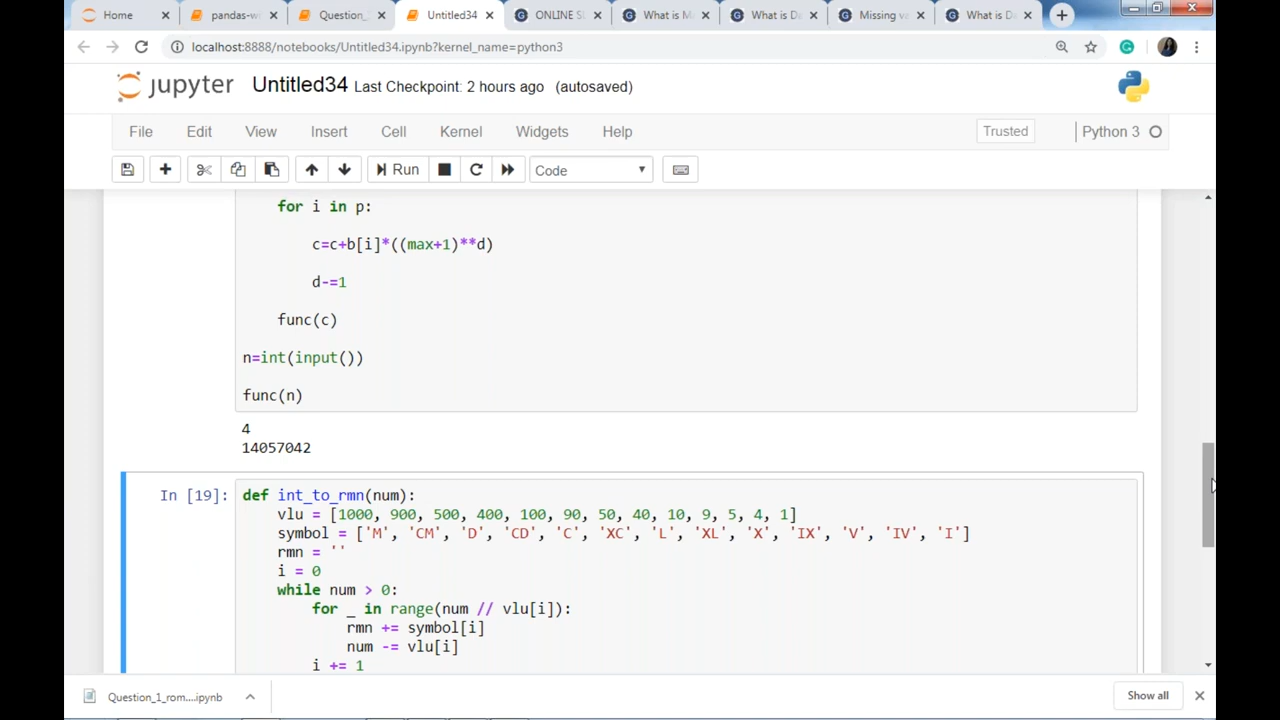 Home
pandas-w
Question_
Untitled34
ONLINE S
What is M
What is Da
Missing va
What is Da
localhost:8888/notebooks/Untitled34.ipynb?kernel_name=python3
jupyter Untitled34 Last Checkpoint: 2 hours ago (autosaved)
File Edit View Insert Cell Kernel Widgets Help Trusted Python 3
Run Code
for i in p:
c=c+b[i]*((max+1)**d)
d-=1
func(c)
n=int(input())
func(n)
4
14057042
In [19]: def int_to_rmn(num):
vlu = [1000, 900, 500, 400, 100, 90, 50, 40, 10, 9, 5, 4, 1]
symbol = ['M', 'CM', 'D', 'CD', 'C', 'XC', 'L', 'XL', 'X', 'IX', 'V', 'IV', 'I']
rmn = ''
i = 0
while num > 0:
for _ in range(num // vlu[i]):
rmn += symbol[i]
num -= vlu[i]
i += 1
Question_1_rom....ipynb
Show all